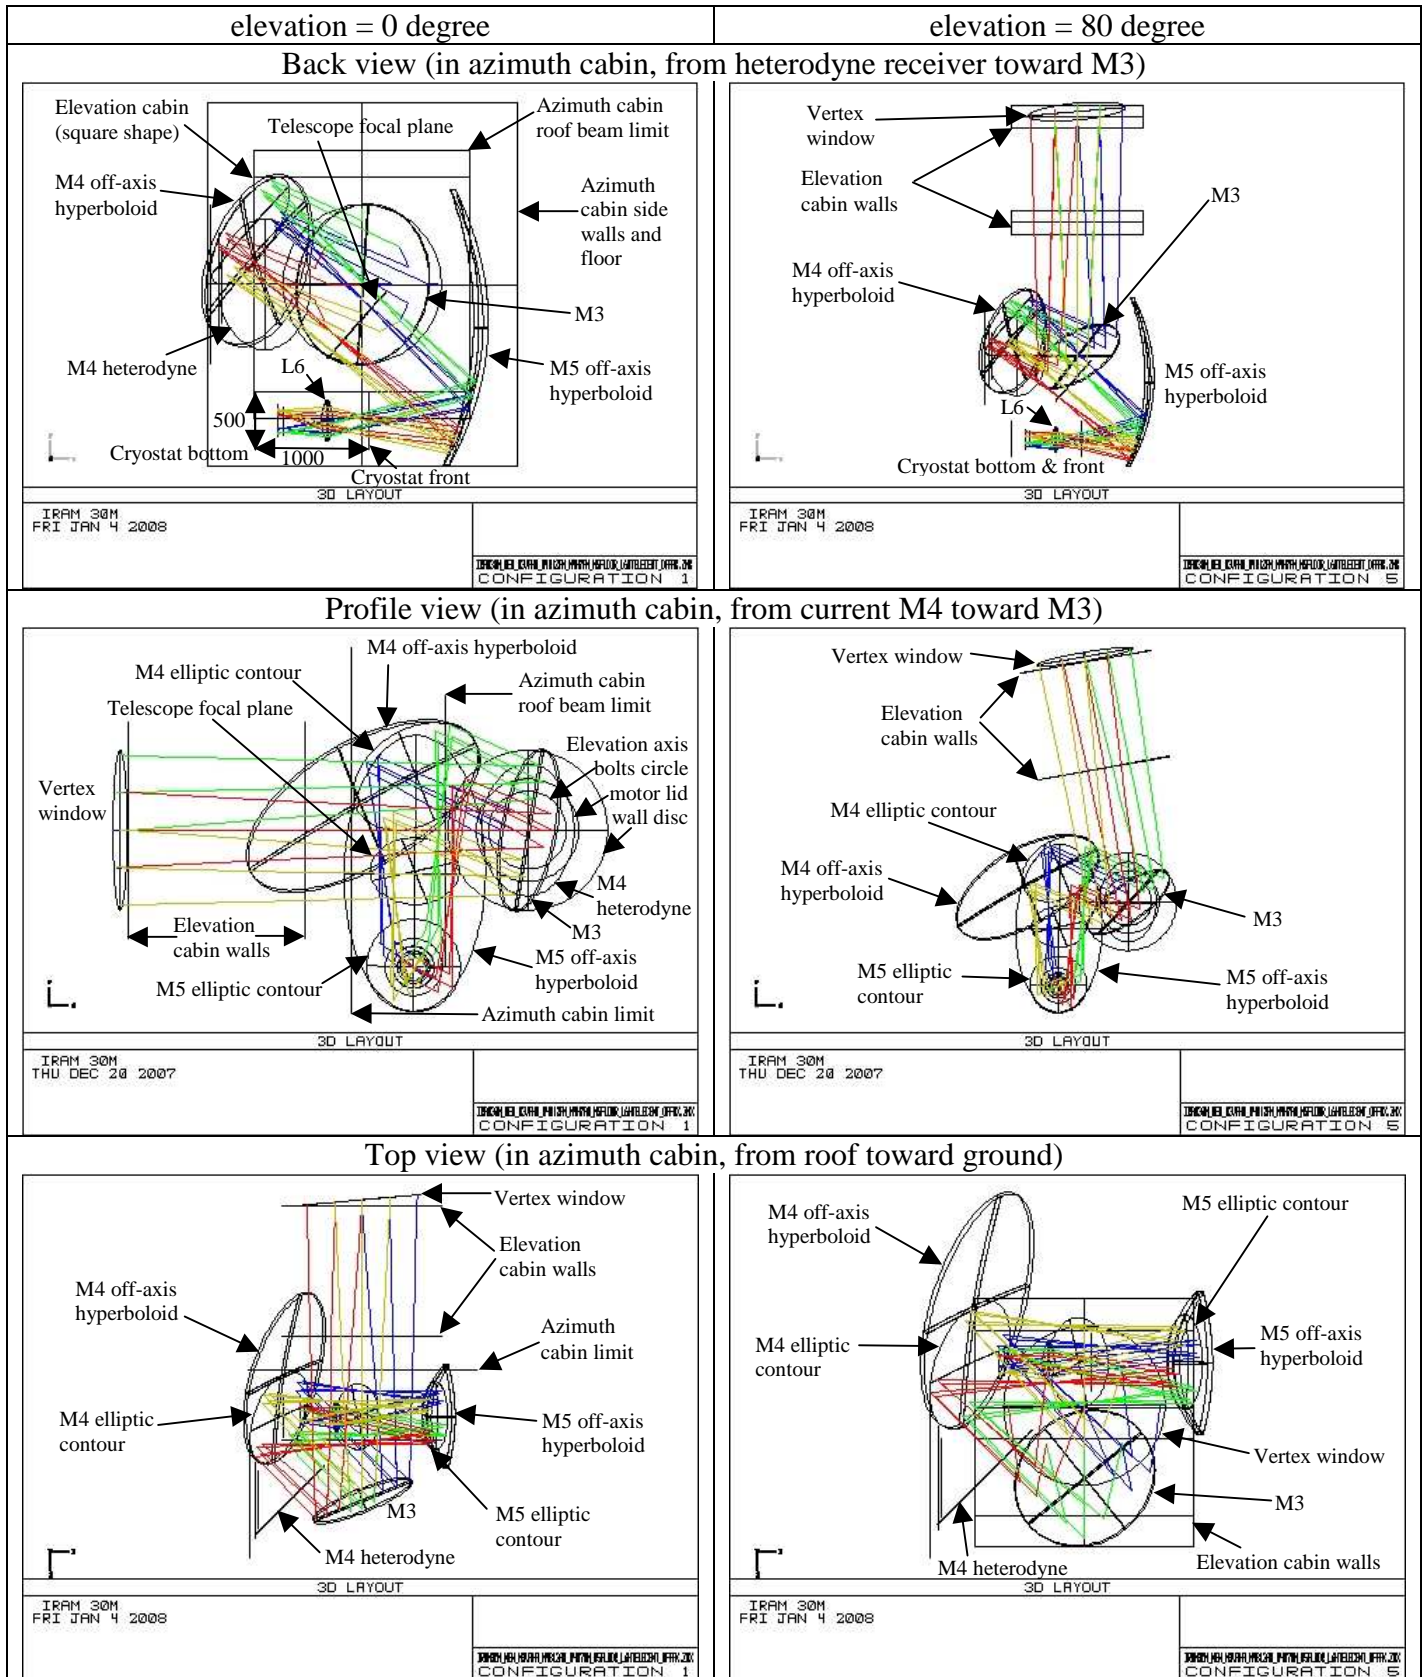 elevation = 0 degree
elevation = 80 degree
Back view (in azimuth cabin, from heterodyne receiver toward M3)
Elevation cabin
(square shape)
Telescope focal plane
Azimuth cabin
roof beam limit
M4 off-axis
hyperboloid
Azimuth
cabin side
walls and
floor
M3
M4 heterodyne
L6
M5 off-axis
hyperboloid
500
Cryostat bottom
1000
Cryostat front
3D LAYOUT
IRAM 30M
FRI JAN 4 2008
CONFIGURATION 1
Vertex
window
Elevation
cabin walls
M3
M4 off-axis
hyperboloid
M5 off-axis
hyperboloid
L6
Cryostat bottom & front
3D LAYOUT
IRAM 30M
FRI JAN 4 2008
CONFIGURATION 5
Profile view (in azimuth cabin, from current M4 toward M3)
M4 off-axis hyperboloid
M4 elliptic contour
Azimuth cabin
roof beam limit
Telescope focal plane
Elevation axis
bolts circle
motor lid
wall disc
Vertex
window
M4
heterodyne
M3
Elevation
cabin walls
M5 off-axis
hyperboloid
M5 elliptic contour
Azimuth cabin limit
3D LAYOUT
IRAM 30M
THU DEC 20 2007
CONFIGURATION 1
Vertex window
Elevation
cabin walls
M4 elliptic contour
M4 off-axis
hyperboloid
M3
M5 elliptic
contour
M5 off-axis
hyperboloid
3D LAYOUT
IRAM 30M
THU DEC 20 2007
CONFIGURATION 5
Top view (in azimuth cabin, from roof toward ground)
Vertex window
Elevation
cabin walls
M4 off-axis
hyperboloid
Azimuth
cabin limit
M4 elliptic
contour
M5 off-axis
hyperboloid
M3
M5 elliptic
contour
M4 heterodyne
3D LAYOUT
IRAM 30M
FRI JAN 4 2008
CONFIGURATION 1
M4 off-axis
hyperboloid
M5 elliptic contour
M4 elliptic
contour
M5 off-axis
hyperboloid
Vertex window
M3
M4 heterodyne
Elevation cabin walls
3D LAYOUT
IRAM 30M
FRI JAN 4 2008
CONFIGURATION 5